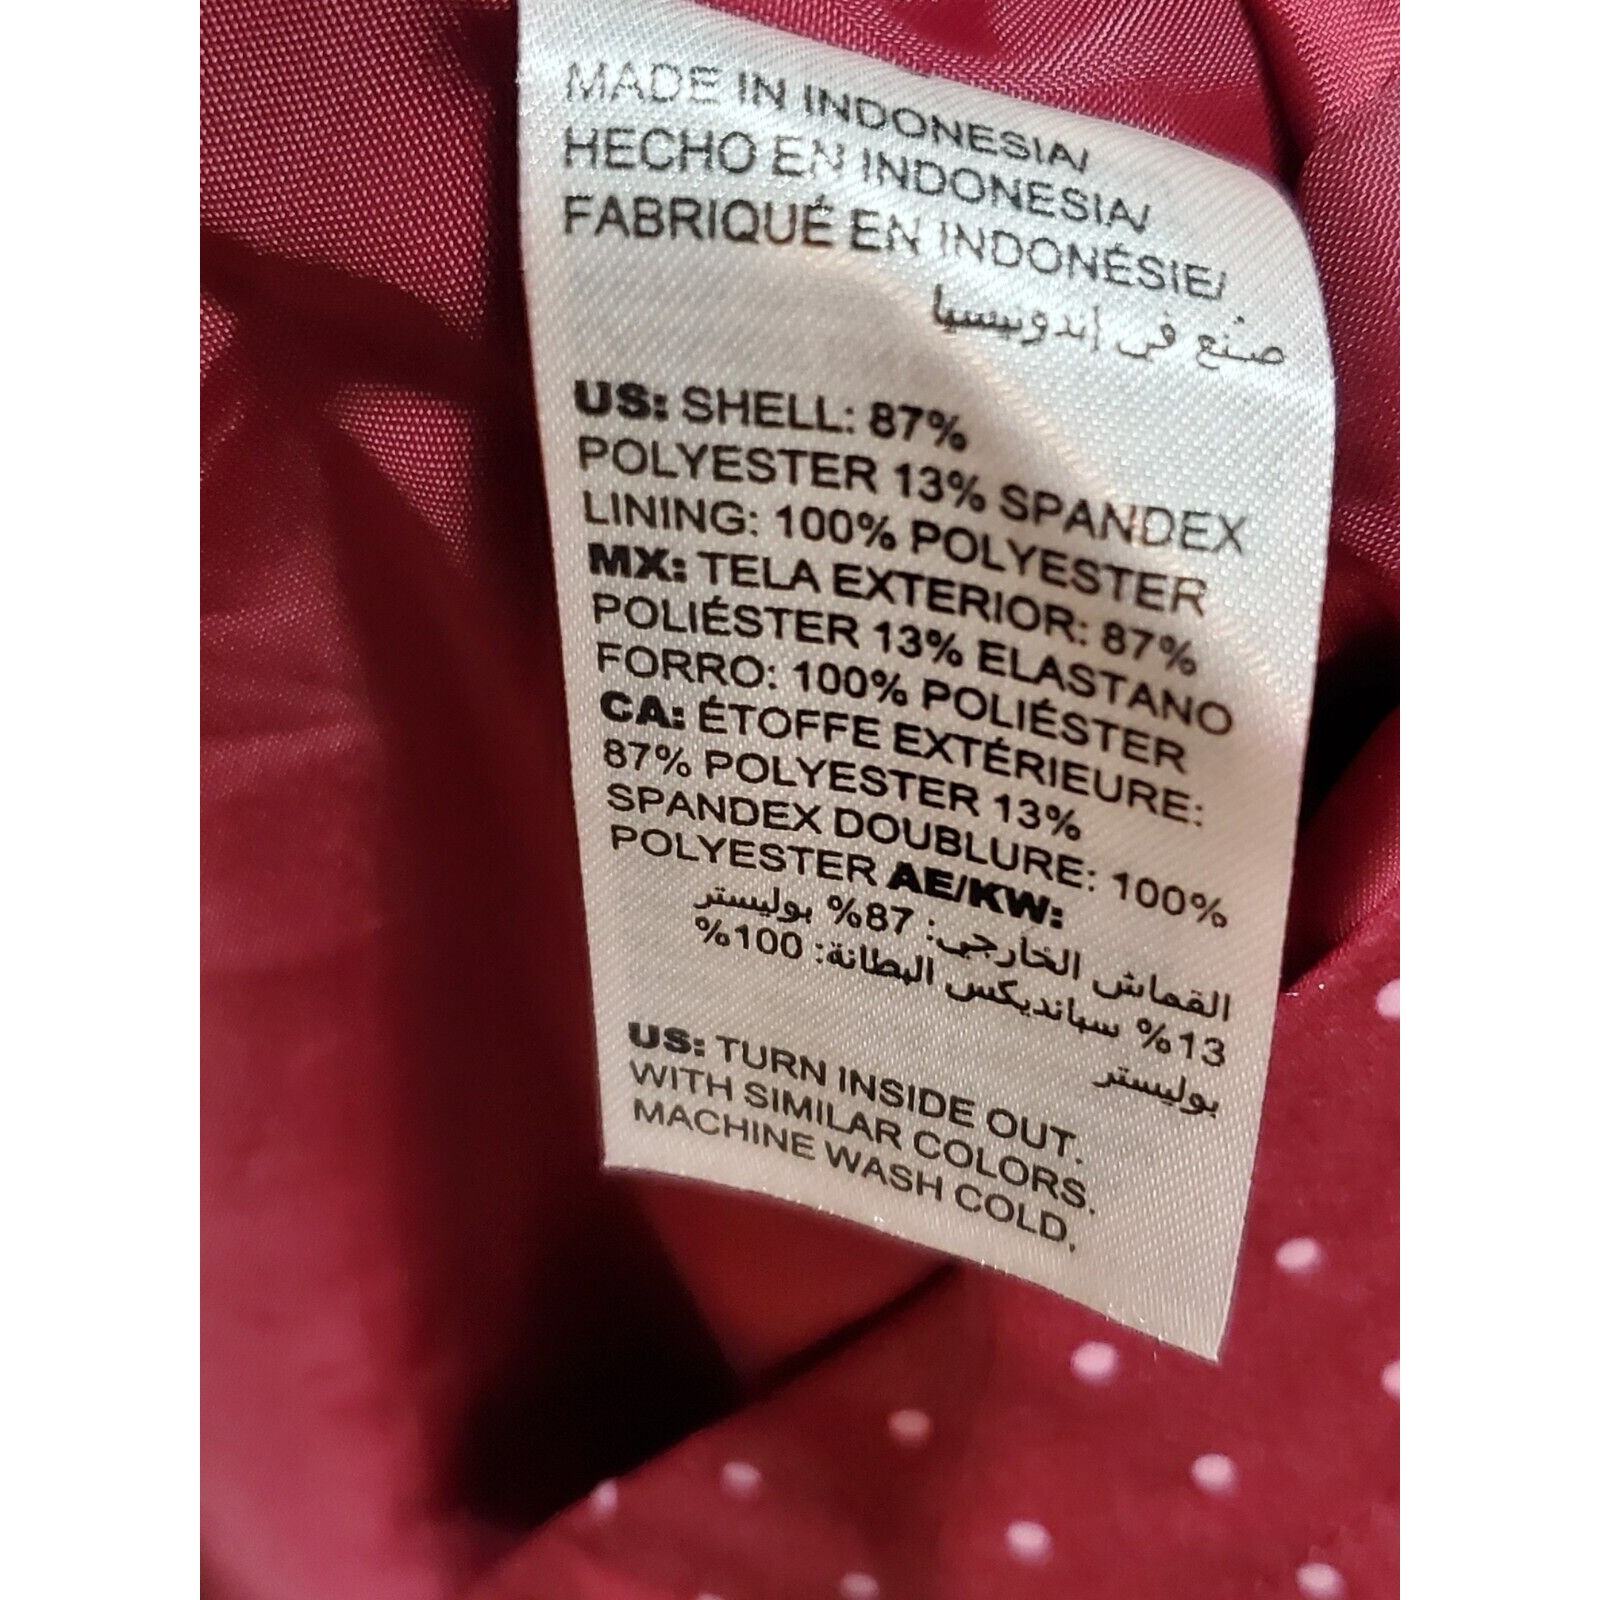 MADE IN INDONESIA/
HECHO EN INDONESIA/
FABRIQUÉ EN INDONÉSIE/
صُنع في إندونيسيا
US: SHELL: 87%
POLYESTER 13% SPANDEX
LINING: 100% POLYESTER
MX: TELA EXTERIOR: 87%
POLIÉSTER 13% ELASTANO
FORRO: 100% POLIÉSTER
CA: ÉTOFFE EXTÉRIEURE:
87% POLYESTER 13%
SPANDEX DOUBLURE: 100%
POLYESTER AE/KW:
القماش الخارجي: 87% بوليستر
13% سبانديكس البطانة: 100%
بوليستر
US: TURN INSIDE OUT.
WITH SIMILAR COLORS.
MACHINE WASH COLD.